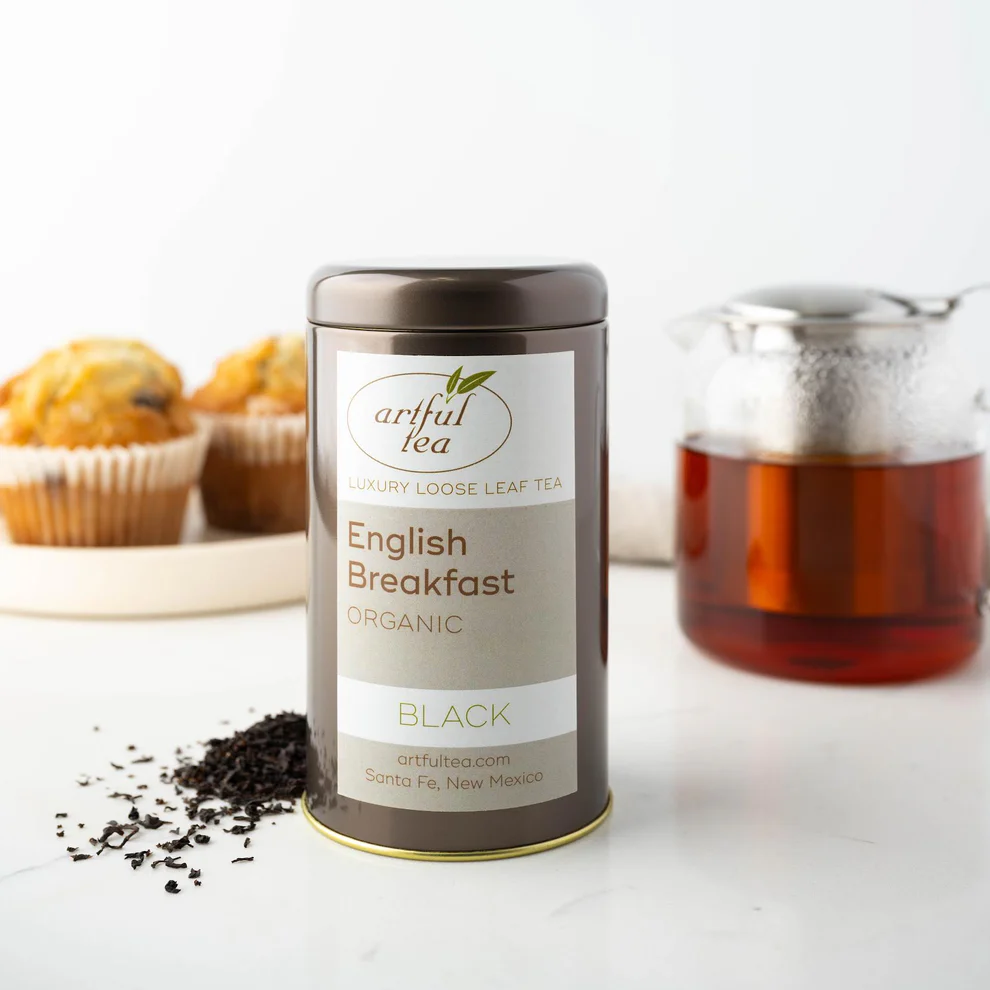 artful
tea
LUXURY LOOSE LEAF TEA
English
Breakfast
ORGANIC
BLACK
artfultea.com
Santa Fe, New Mexico